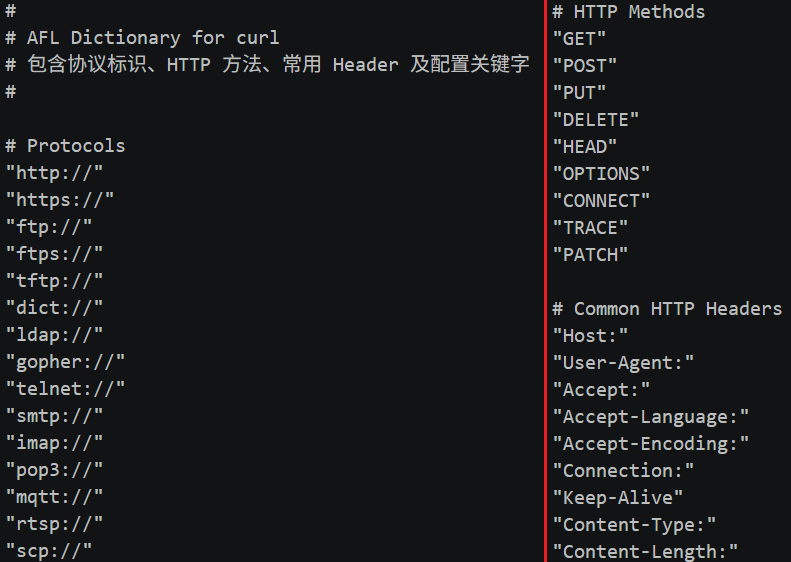 #
# AFL Dictionary for curl
# 包含协议标识、HTTP 方法、常用 Header 及配置关键字
#
# Protocols
"http://"
"https://"
"ftp://"
"ftps://"
"tftp://"
"dict://"
"ldap://"
"gopher://"
"telnet://"
"smtp://"
"imap://"
"pop3://"
"mqtt://"
"rtsp://"
"scp://"
# HTTP Methods
"GET"
"POST"
"PUT"
"DELETE"
"HEAD"
"OPTIONS"
"CONNECT"
"TRACE"
"PATCH"
# Common HTTP Headers
"Host:"
"User-Agent:"
"Accept:"
"Accept-Language:"
"Accept-Encoding:"
"Connection:"
"Keep-Alive"
"Content-Type:"
"Content-Length:"